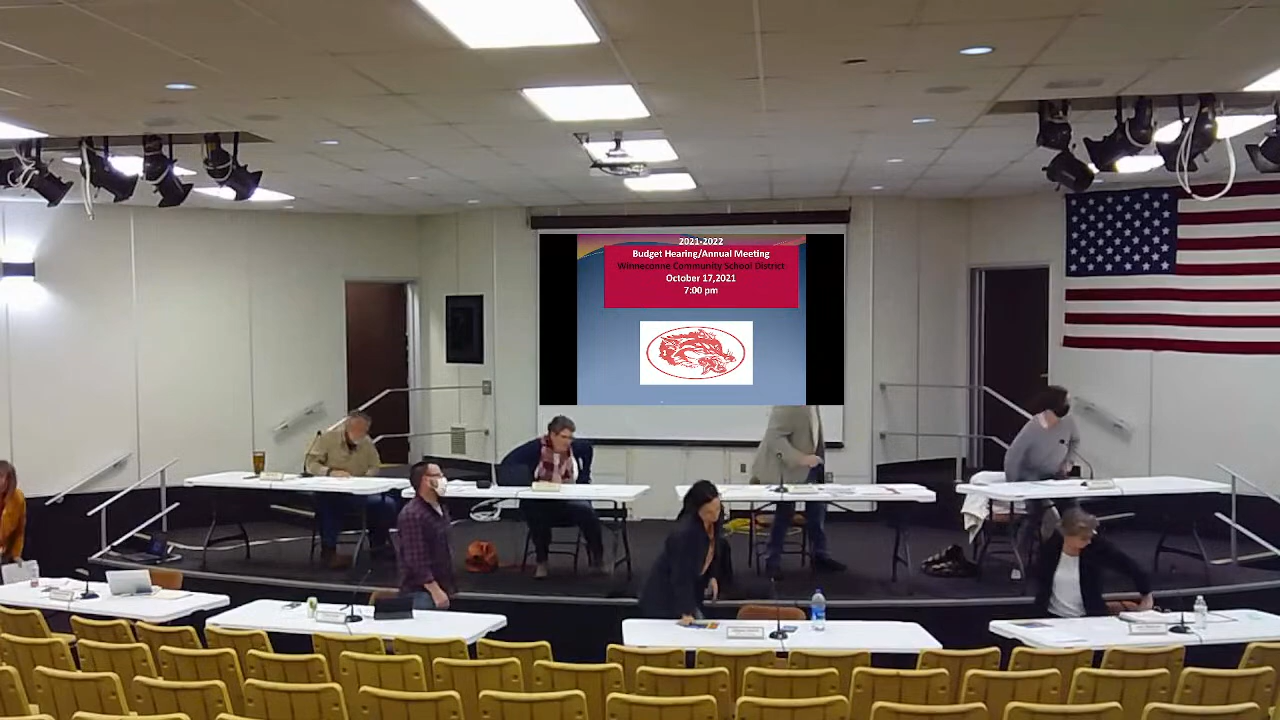 2021-2022
Budget Hearing/Annual Meeting
Winneconne Community School District
October 17,2021
7:00 pm